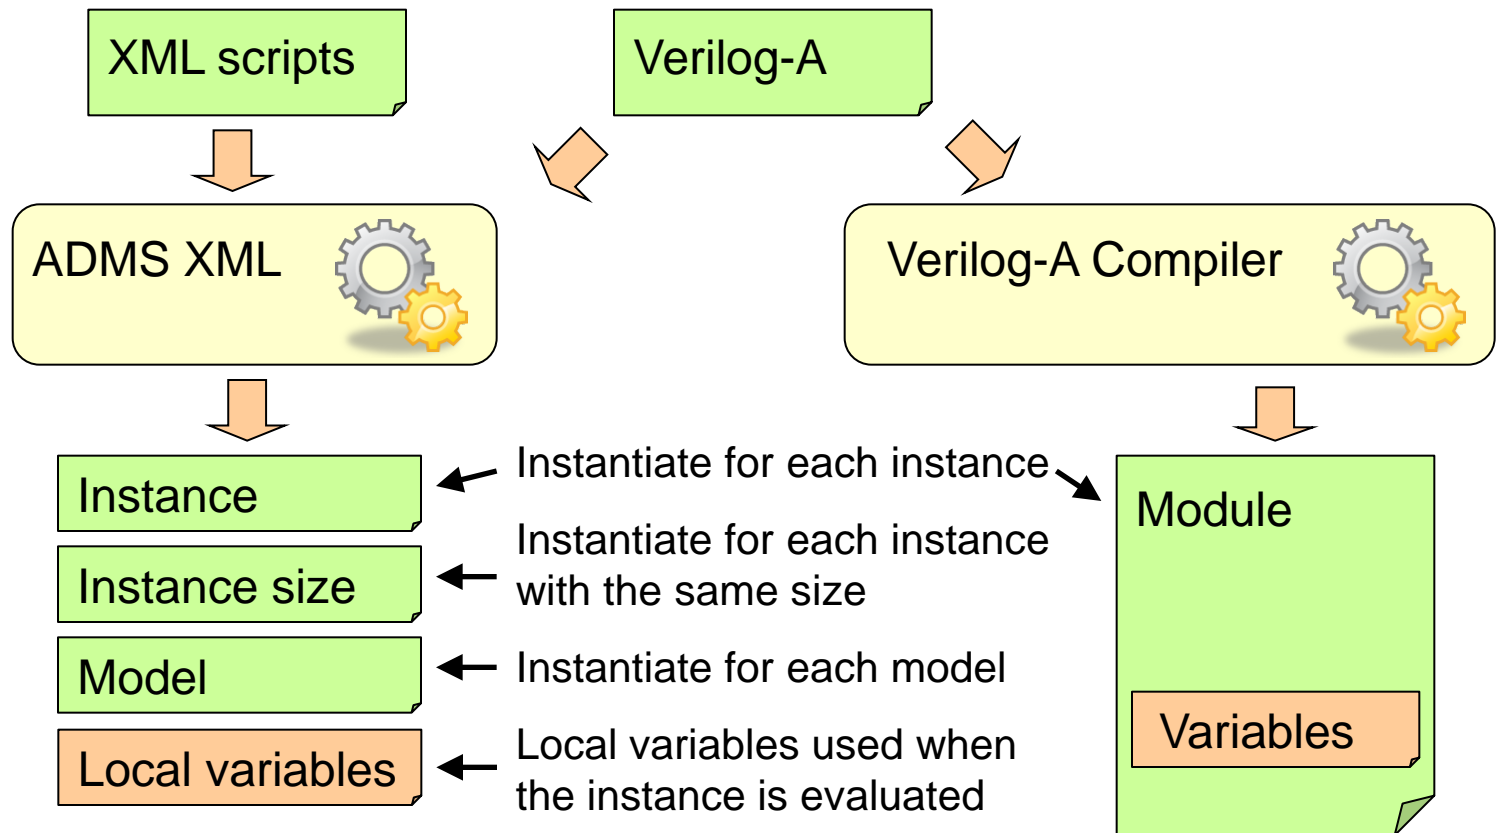 XML scripts
Verilog-A
ADMS XML
Verilog-A Compiler
Instance
Instantiate for each instance
Module
Instance size
Instantiate for each instance
with the same size
Model
Instantiate for each model
Variables
Local variables
Local variables used when
the instance is evaluated